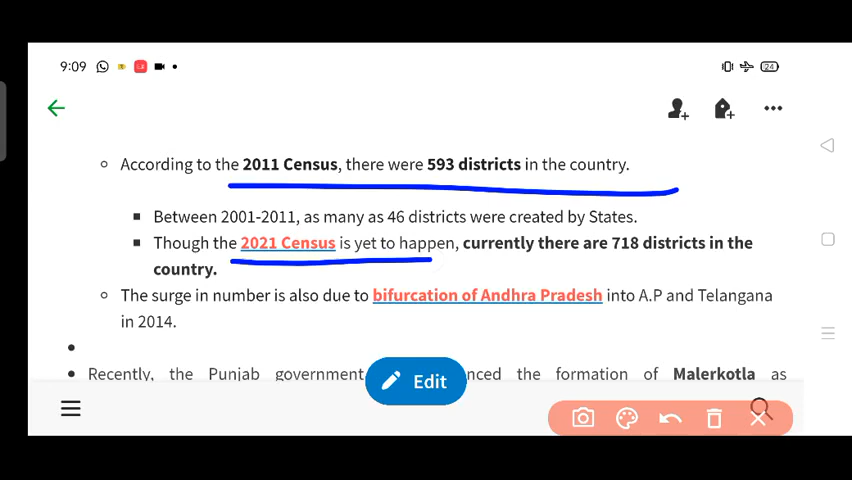 9:09
24
According to the 2011 Census, there were 593 districts in the country.
Between 2001-2011, as many as 46 districts were created by States.
Though the 2021 Census is yet to happen, currently there are 718 districts in the
country.
The surge in number is also due to bifurcation of Andhra Pradesh into A.P and Telangana
in 2014.
Recently, the Punjab government nced the formation of Malerkotla as
Edit